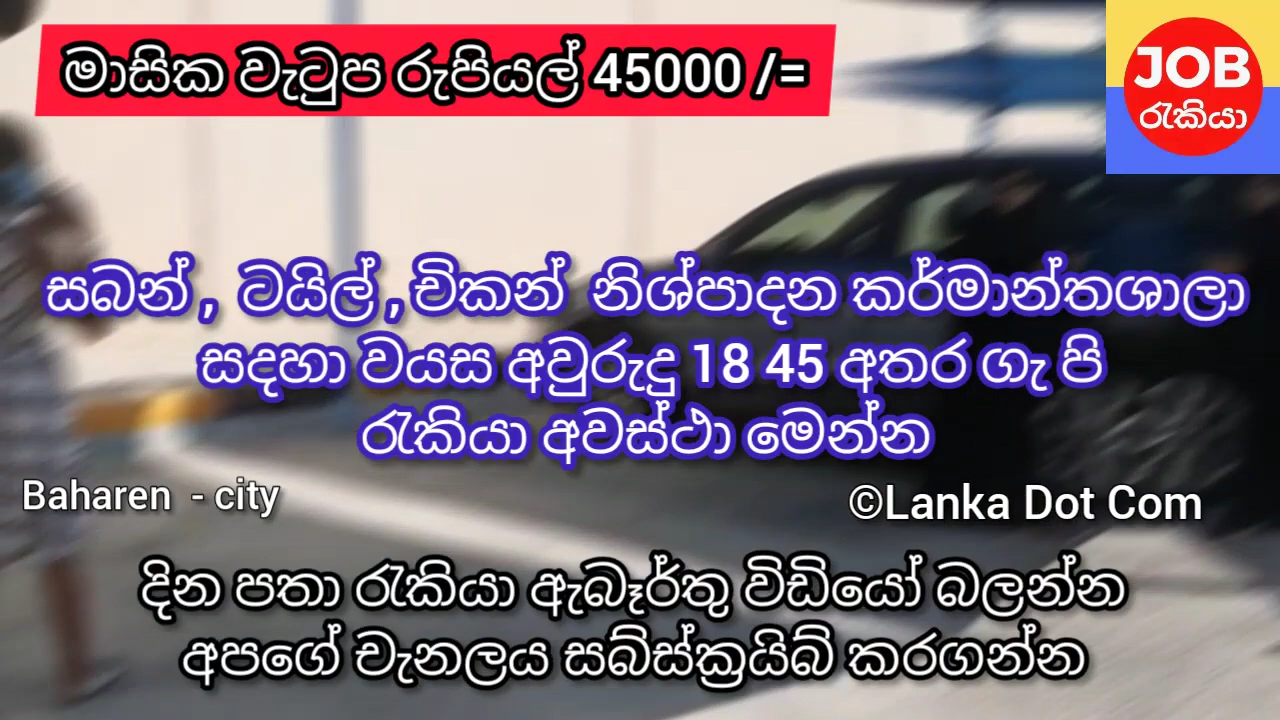 මාසික වැටුප රුපියල් 45000 /=
JOB
රැකියා
සබන් , ටයිල් , චිකන් නිශ්පාදන කර්මාන්තශාලා
සදහා වයස අවුරුදු 18 45 අතර ගැ පි
රැකියා අවස්ථා මෙන්න
Baharen - city
©Lanka Dot Com
දින පතා රැකියා ඇබෑර්තු විඩියෝ බලන්න
අපගේ චැනලය සබ්ස්ක්‍රයිබ් කරගන්න